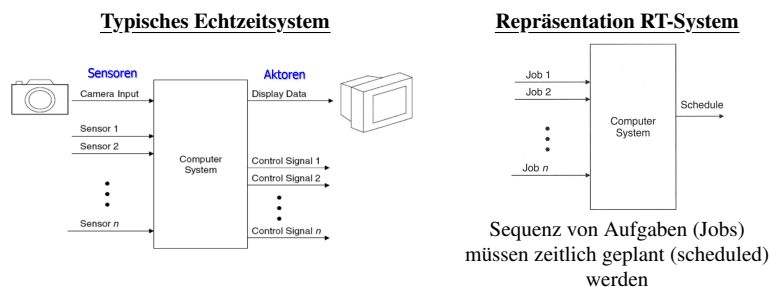 Typisches Echtzeitsystem
Sensoren
Aktoren
Camera Input
Display Data
Sensor 1
Sensor 2
Computer
System
Control Signal 1
Control Signal 2
Sensor n
Control Signal n
Repräsentation RT-System
Job 1
Job 2
Schedule
Computer
System
Job n
Sequenz von Aufgaben (Jobs)
müssen zeitlich geplant (scheduled)
werden